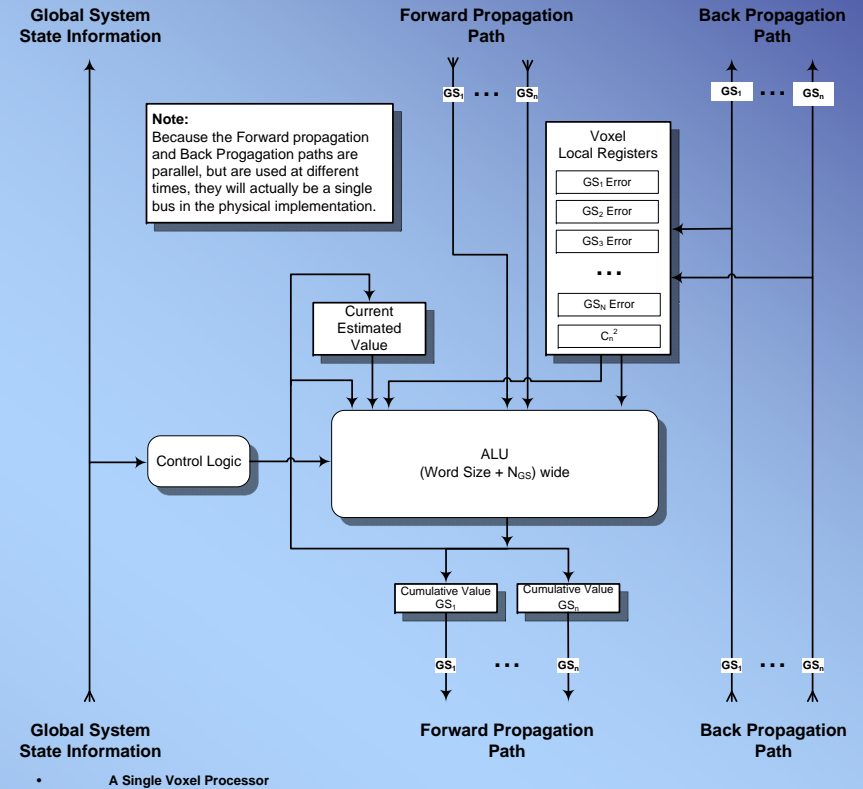 Global System
State Information
Forward Propagation
Path
Back Propagation
Path
GS₁ ... GSₙ
GS₁ ... GSₙ
Note:
Because the Forward propagation
and Back Progagation paths are
parallel, but are used at different
times, they will actually be a single
bus in the physical implementation.
Voxel
Local Registers
GS₁ Error
GS₂ Error
GS₃ Error
...
GS_N Error
Cₙ²
Current
Estimated
Value
Control Logic
ALU
(Word Size + N_GS) wide
Cumulative Value
GS₁
Cumulative Value
GSₙ
GS₁ ... GSₙ
GS₁ ... GSₙ
Global System
State Information
Forward Propagation
Path
Back Propagation
Path
• A Single Voxel Processor